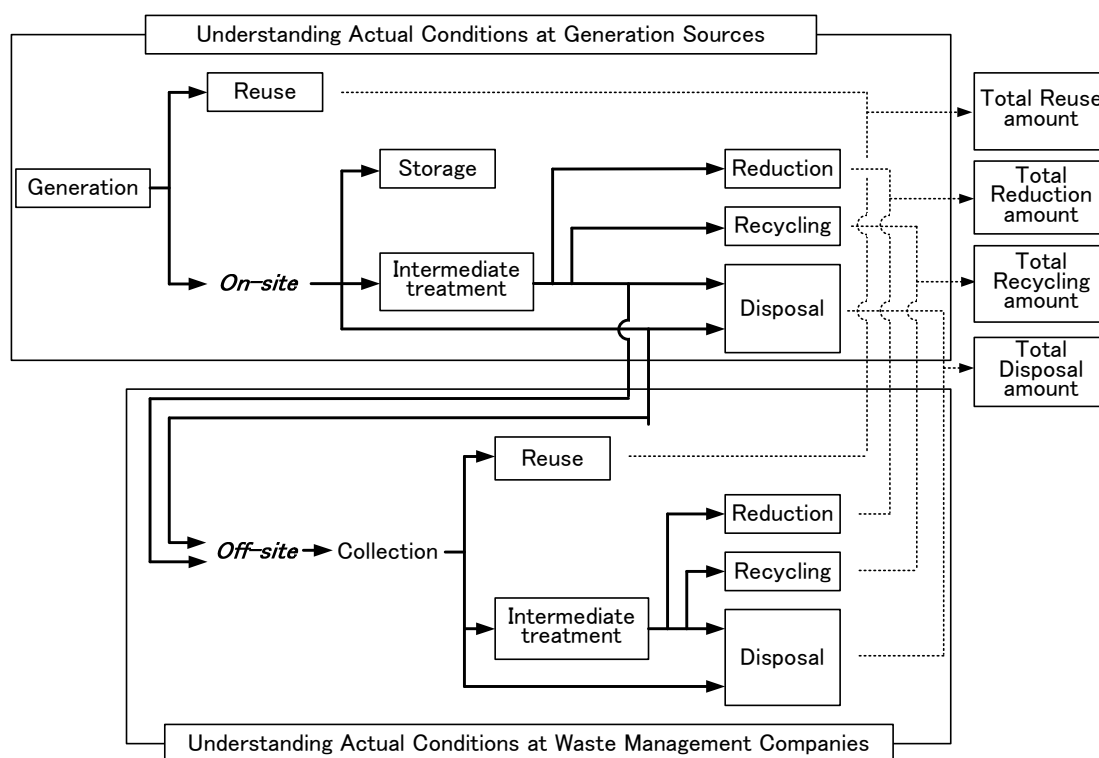 Understanding Actual Conditions at Generation Sources
Reuse
Total Reuse
amount
Generation
Storage
Reduction
Total
Reduction
amount
Recycling
On-site
Intermediate
treatment
Disposal
Total
Recycling
amount
Total
Disposal
amount
Reuse
Reduction
Off-site
Collection
Recycling
Intermediate
treatment
Disposal
Understanding Actual Conditions at Waste Management Companies